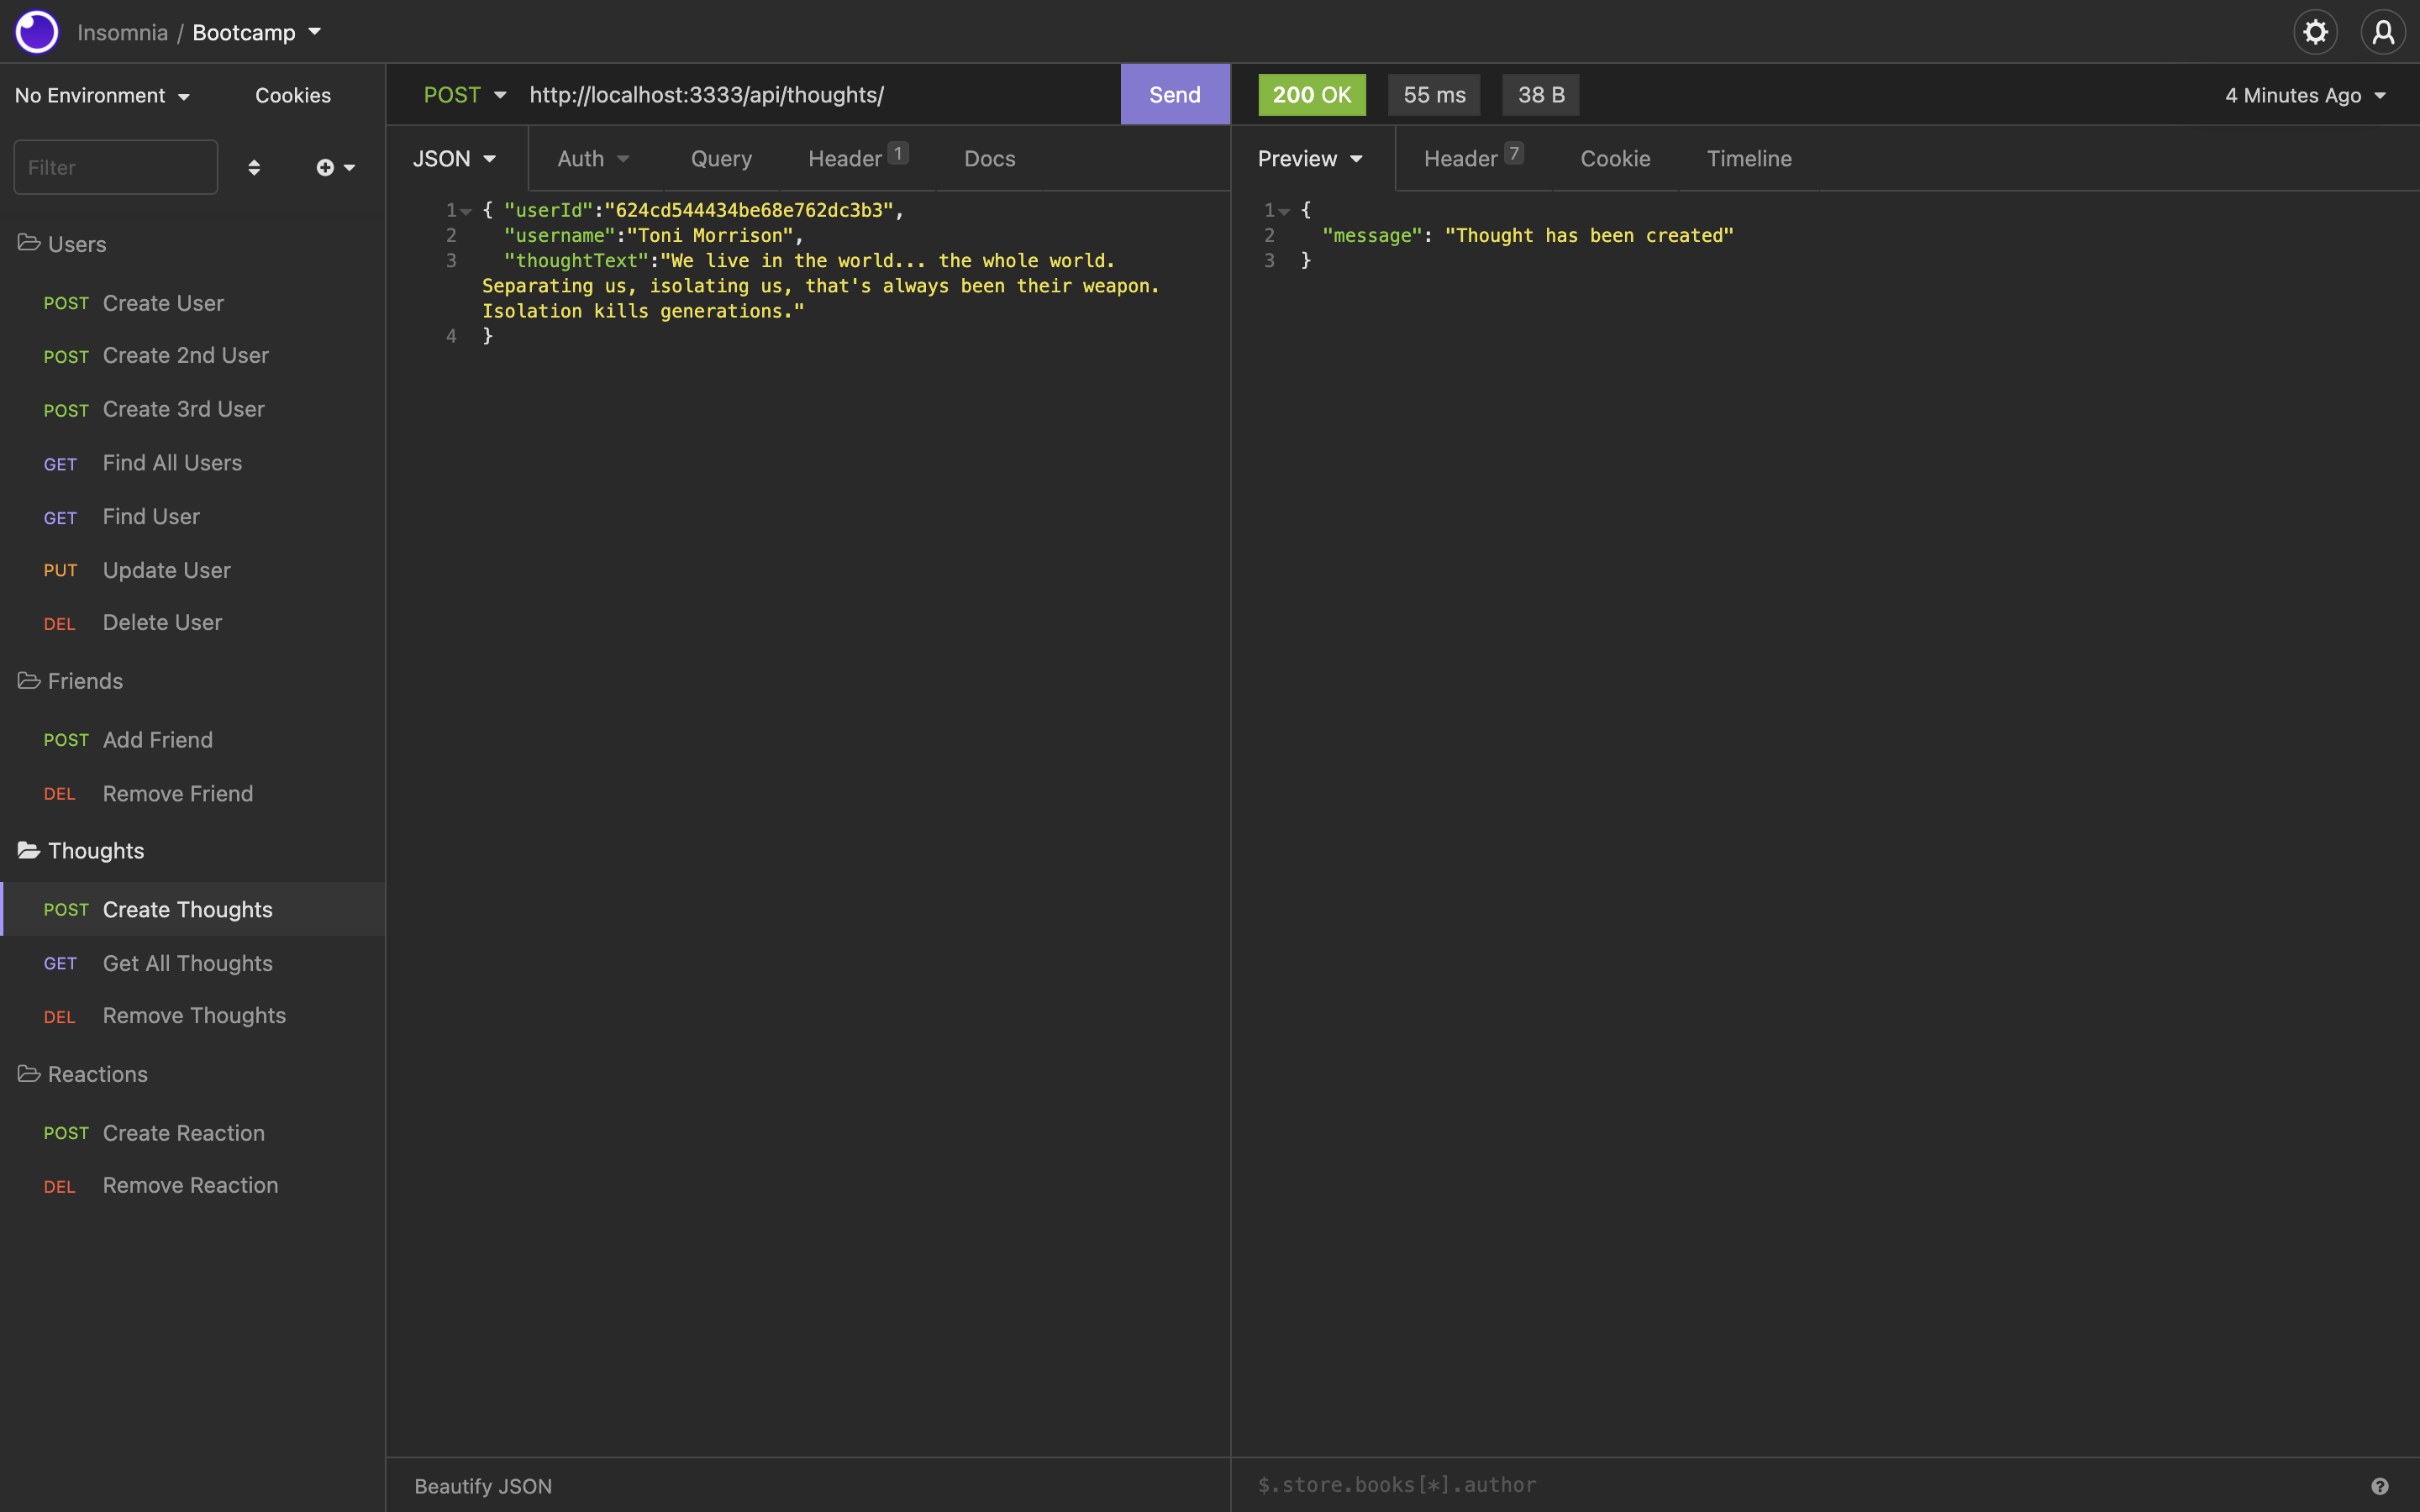 Insomnia / Bootcamp
No Environment Cookies
Filter
Users
POST Create User
POST Create 2nd User
POST Create 3rd User
GET Find All Users
GET Find User
PUT Update User
DEL Delete User
Friends
POST Add Friend
DEL Remove Friend
Thoughts
POST Create Thoughts
GET Get All Thoughts
DEL Remove Thoughts
Reactions
POST Create Reaction
DEL Remove Reaction
POST http://localhost:3333/api/thoughts/ Send
JSON Auth Query Header 1 Docs
1 { "userId":"624cd544434be68e762dc3b3",
2 "username":"Toni Morrison",
3 "thoughtText":"We live in the world... the whole world.
Separating us, isolating us, that's always been their weapon.
Isolation kills generations."
4 }
Beautify JSON
200 OK 55 ms 38 B 4 Minutes Ago
Preview Header 7 Cookie Timeline
1 {
2 "message": "Thought has been created"
3 }
$.store.books[*].author